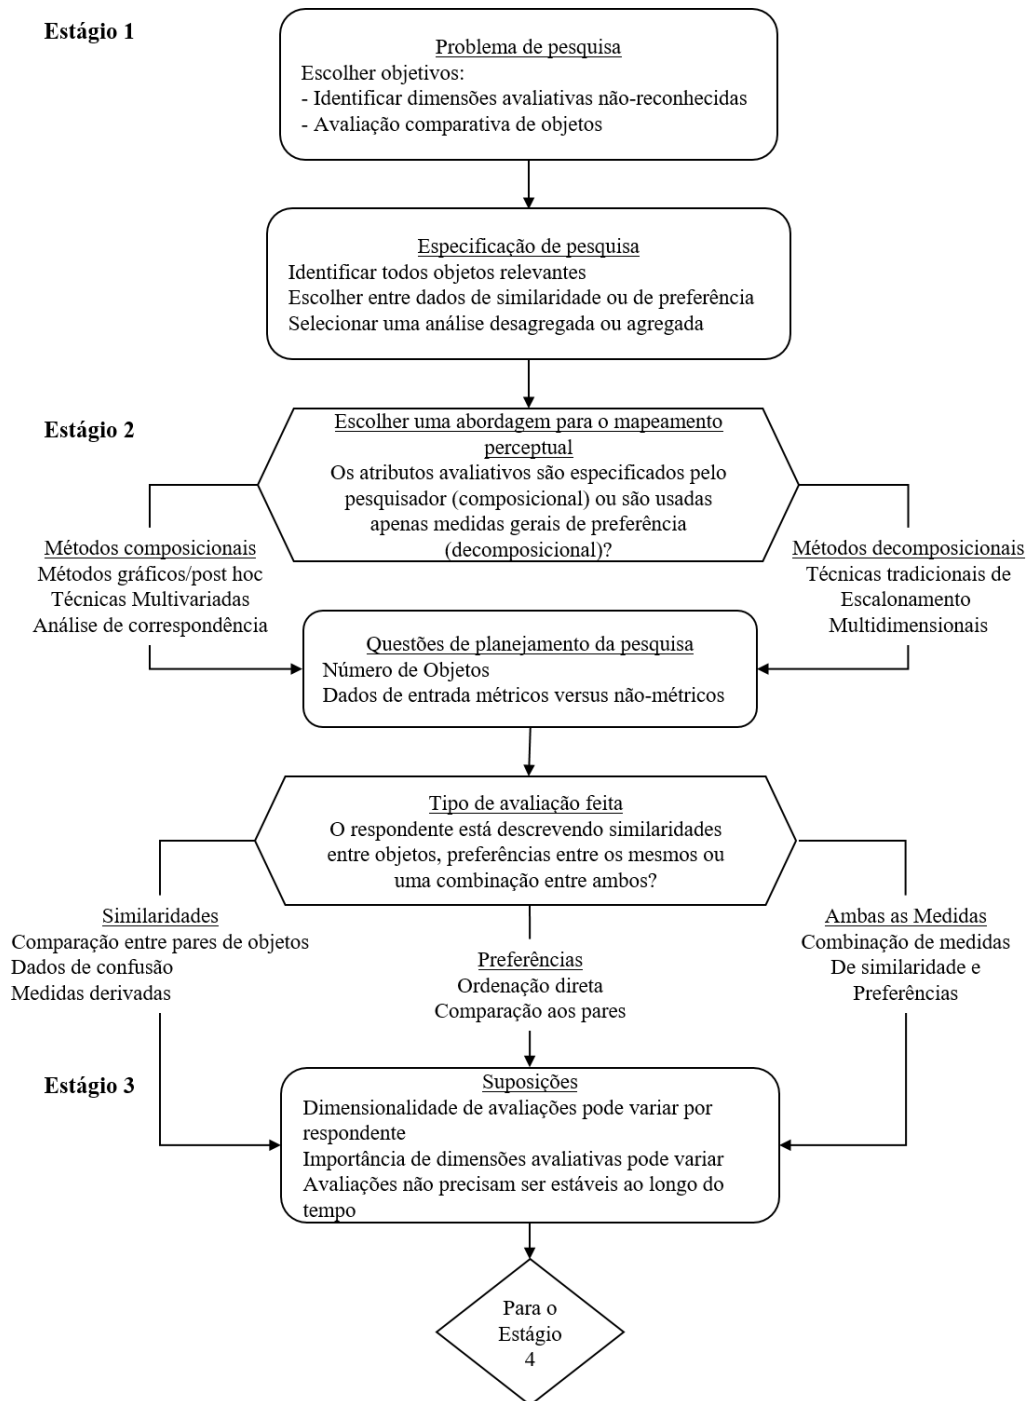 Estágio 1
Problema de pesquisa
Escolher objetivos:
- Identificar dimensões avaliativas não-reconhecidas
- Avaliação comparativa de objetos
Especificação de pesquisa
Identificar todos objetos relevantes
Escolher entre dados de similaridade ou de preferência
Selecionar uma análise desagregada ou agregada
Estágio 2
Escolher uma abordagem para o mapeamento
perceptual
Os atributos avaliativos são especificados pelo
pesquisador (composicional) ou são usadas
apenas medidas gerais de preferência
(decomposicional)?
Métodos composicionais
Métodos gráficos/post hoc
Técnicas Multivariadas
Análise de correspondência
Métodos decomposicionais
Técnicas tradicionais de
Escalonamento
Multidimensionais
Questões de planejamento da pesquisa
Número de Objetos
Dados de entrada métricos versus não-métricos
Tipo de avaliação feita
O respondente está descrevendo similaridades
entre objetos, preferências entre os mesmos ou
uma combinação entre ambos?
Similaridades
Comparação entre pares de objetos
Dados de confusão
Medidas derivadas
Preferências
Ordenação direta
Comparação aos pares
Ambas as Medidas
Combinação de medidas
De similaridade e
Preferências
Estágio 3
Suposições
Dimensionalidade de avaliações pode variar por
respondente
Importância de dimensões avaliativas pode variar
Avaliações não precisam ser estáveis ao longo do
tempo
Para o
Estágio
4